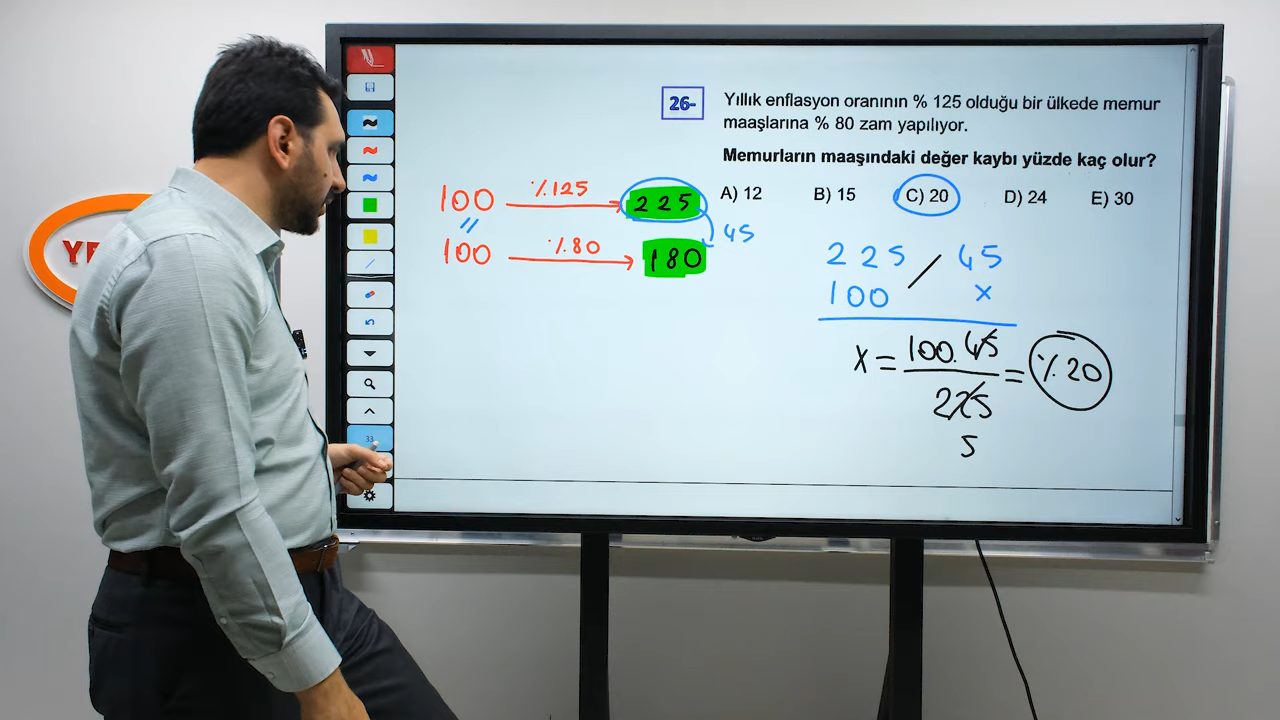 26-
Yıllık enflasyon oranının % 125 olduğu bir ülkede memur
maaşlarına % 80 zam yapılıyor.
Memurların maaşındaki değer kaybı yüzde kaç olur?
A) 12 B) 15 C) 20 D) 24 E) 30
100 %125 225
45
100 %80 180
225 / 45
100 x
x = 100.45 = %20
225
5
YE
33